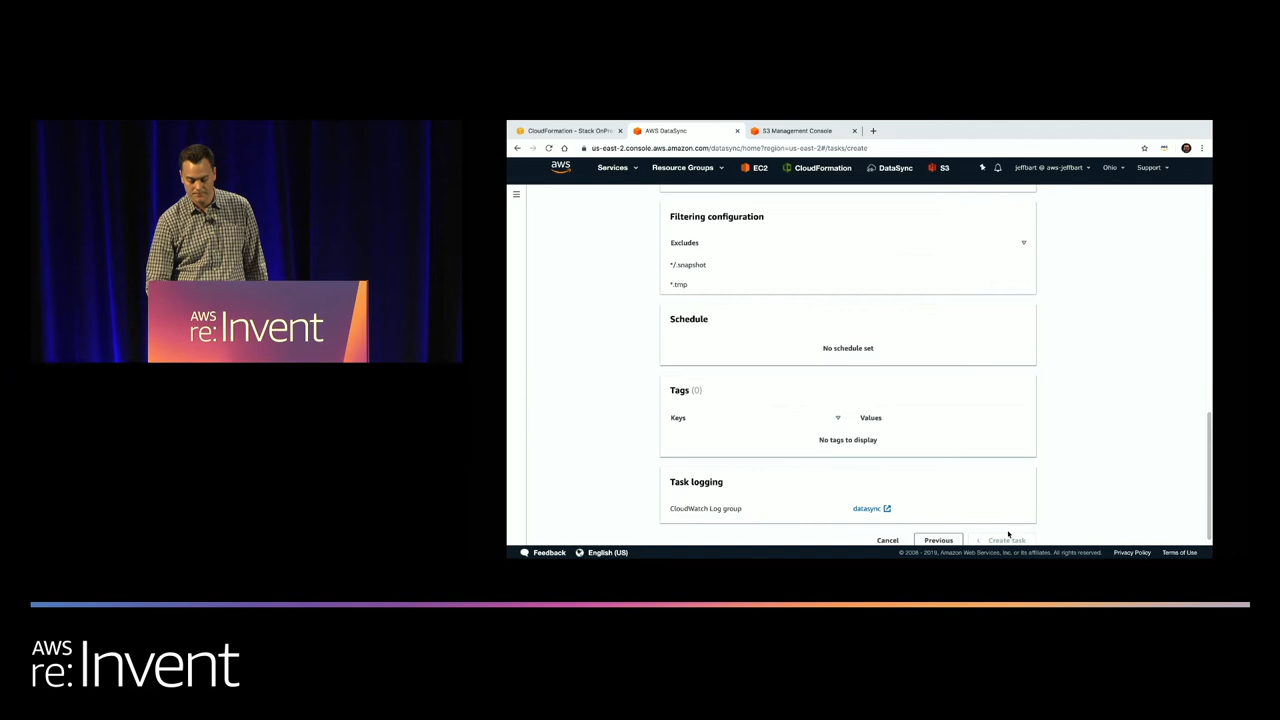 AWS
re:Invent
CloudFormation - Stack OnPre
AWS DataSync
S3 Management Console
us-east-2.console.aws.amazon.com/datasync/home?region=us-east-2#/tasks/create
aws
Services
Resource Groups
EC2
CloudFormation
DataSync
S3
jeffbart @ aws-jeffbart
Ohio
Support
Filtering configuration
Excludes
*/.snapshot
*.tmp
Schedule
No schedule set
Tags (0)
Keys
Values
No tags to display
Task logging
CloudWatch Log group
datasync
Cancel
Previous
Create task
Feedback
English (US)
© 2008 - 2019, Amazon Web Services, Inc. or its affiliates. All rights reserved.
Privacy Policy
Terms of Use
AWS
re:Invent